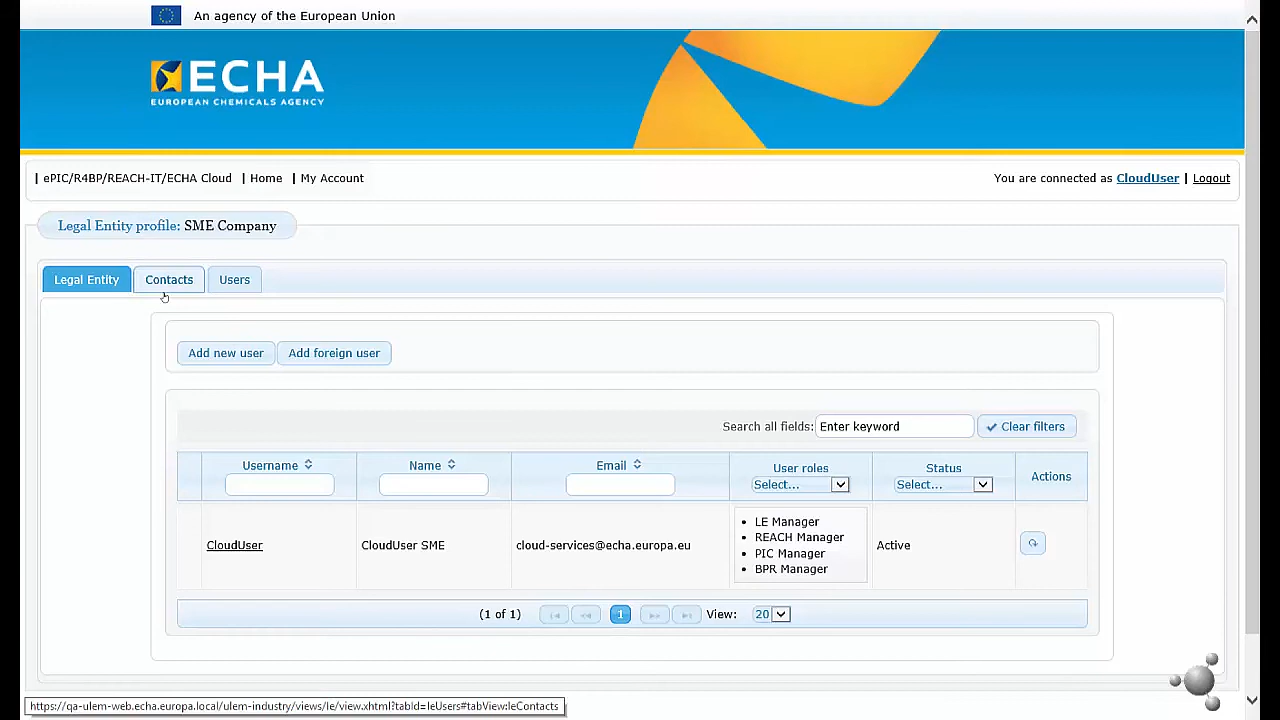 An agency of the European Union
ECHA
EUROPEAN CHEMICALS AGENCY
| ePIC/R4BP/REACH-IT/ECHA Cloud | Home | My Account
You are connected as CloudUser | Logout
Legal Entity profile: SME Company
Legal Entity Contacts Users
Add new user Add foreign user
Search all fields: Enter keyword Clear filters
Username Name Email User roles Status Actions
Select... Select...
CloudUser CloudUser SME cloud-services@echa.europa.eu
LE Manager
REACH Manager
PIC Manager
BPR Manager
Active
(1 of 1) 1 View: 20
https://qa-ulem-web.echa.europa.local/ulem-industry/views/le/view.xhtml?tabId=leUsers#tabView:leContacts